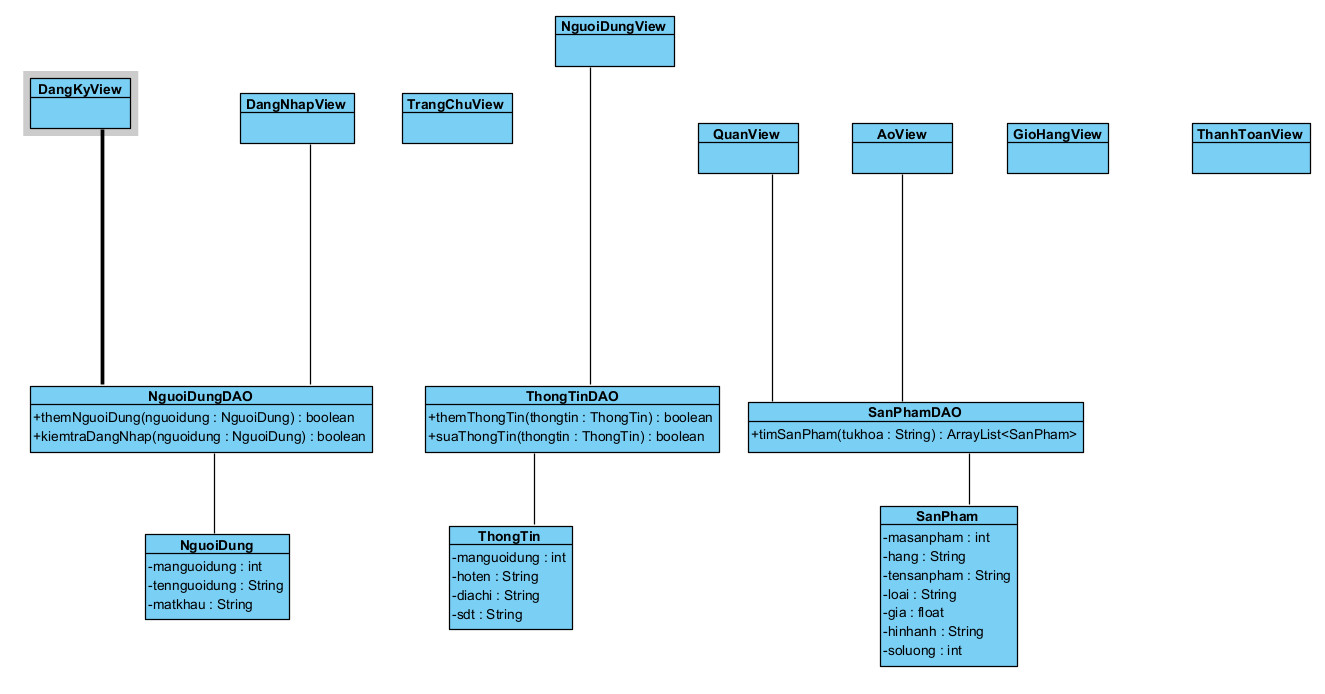 NguoiDungView
DangKyView
DangNhapView
TrangChuView
QuanView
AoView
GioHangView
ThanhToanView
NguoiDungDAO
+themNguoiDung(nguoidung : NguoiDung) : boolean
+kiemtraDangNhap(nguoidung : NguoiDung) : boolean
ThongTinDAO
+themThongTin(thongtin : ThongTin) : boolean
+suaThongTin(thongtin : ThongTin) : boolean
SanPhamDAO
+timSanPham(tukhoa : String) : ArrayList<SanPham>
NguoiDung
-manguoidung : int
-tennguoidung : String
-matkhau : String
ThongTin
-manguoidung : int
-hoten : String
-diachi : String
-sdt : String
SanPham
-masanpham : int
-hang : String
-tensanpham : String
-loai : String
-gia : float
-hinhanh : String
-soluong : int